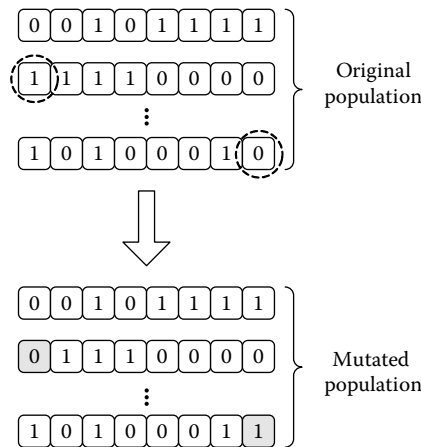 0 0 1 0 1 1 1 1
1 1 1 1 0 0 0 0
Original
population
1 0 1 0 0 0 1 0
0 0 1 0 1 1 1 1
0 1 1 1 0 0 0 0
Mutated
population
1 0 1 0 0 0 1 1